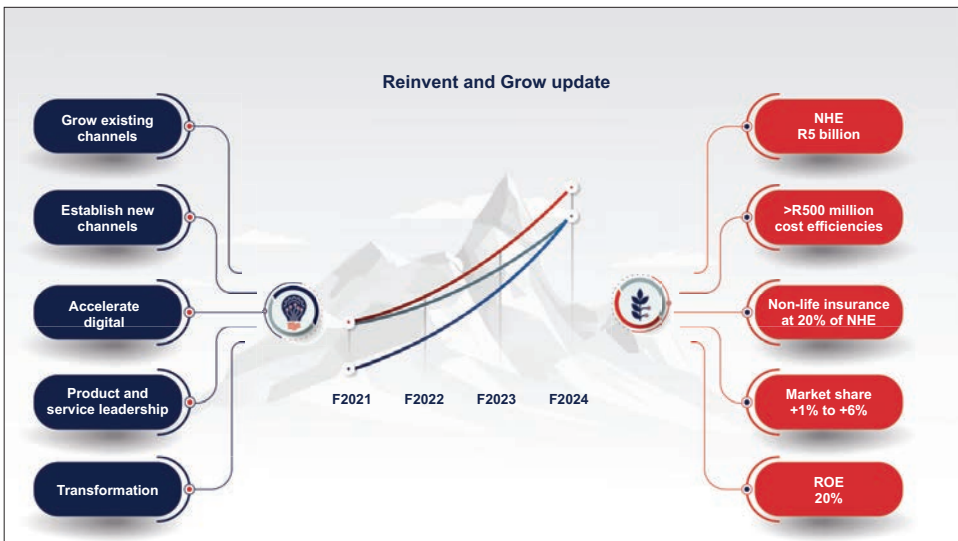 Reinvent and Grow update
Grow existing
channels
Establish new
channels
Accelerate
digital
Product and
service leadership
Transformation
F2021 F2022 F2023 F2024
NHE
R5 billion
>R500 million
cost efficiencies
Non-life insurance
at 20% of NHE
Market share
+1% to +6%
ROE
20%